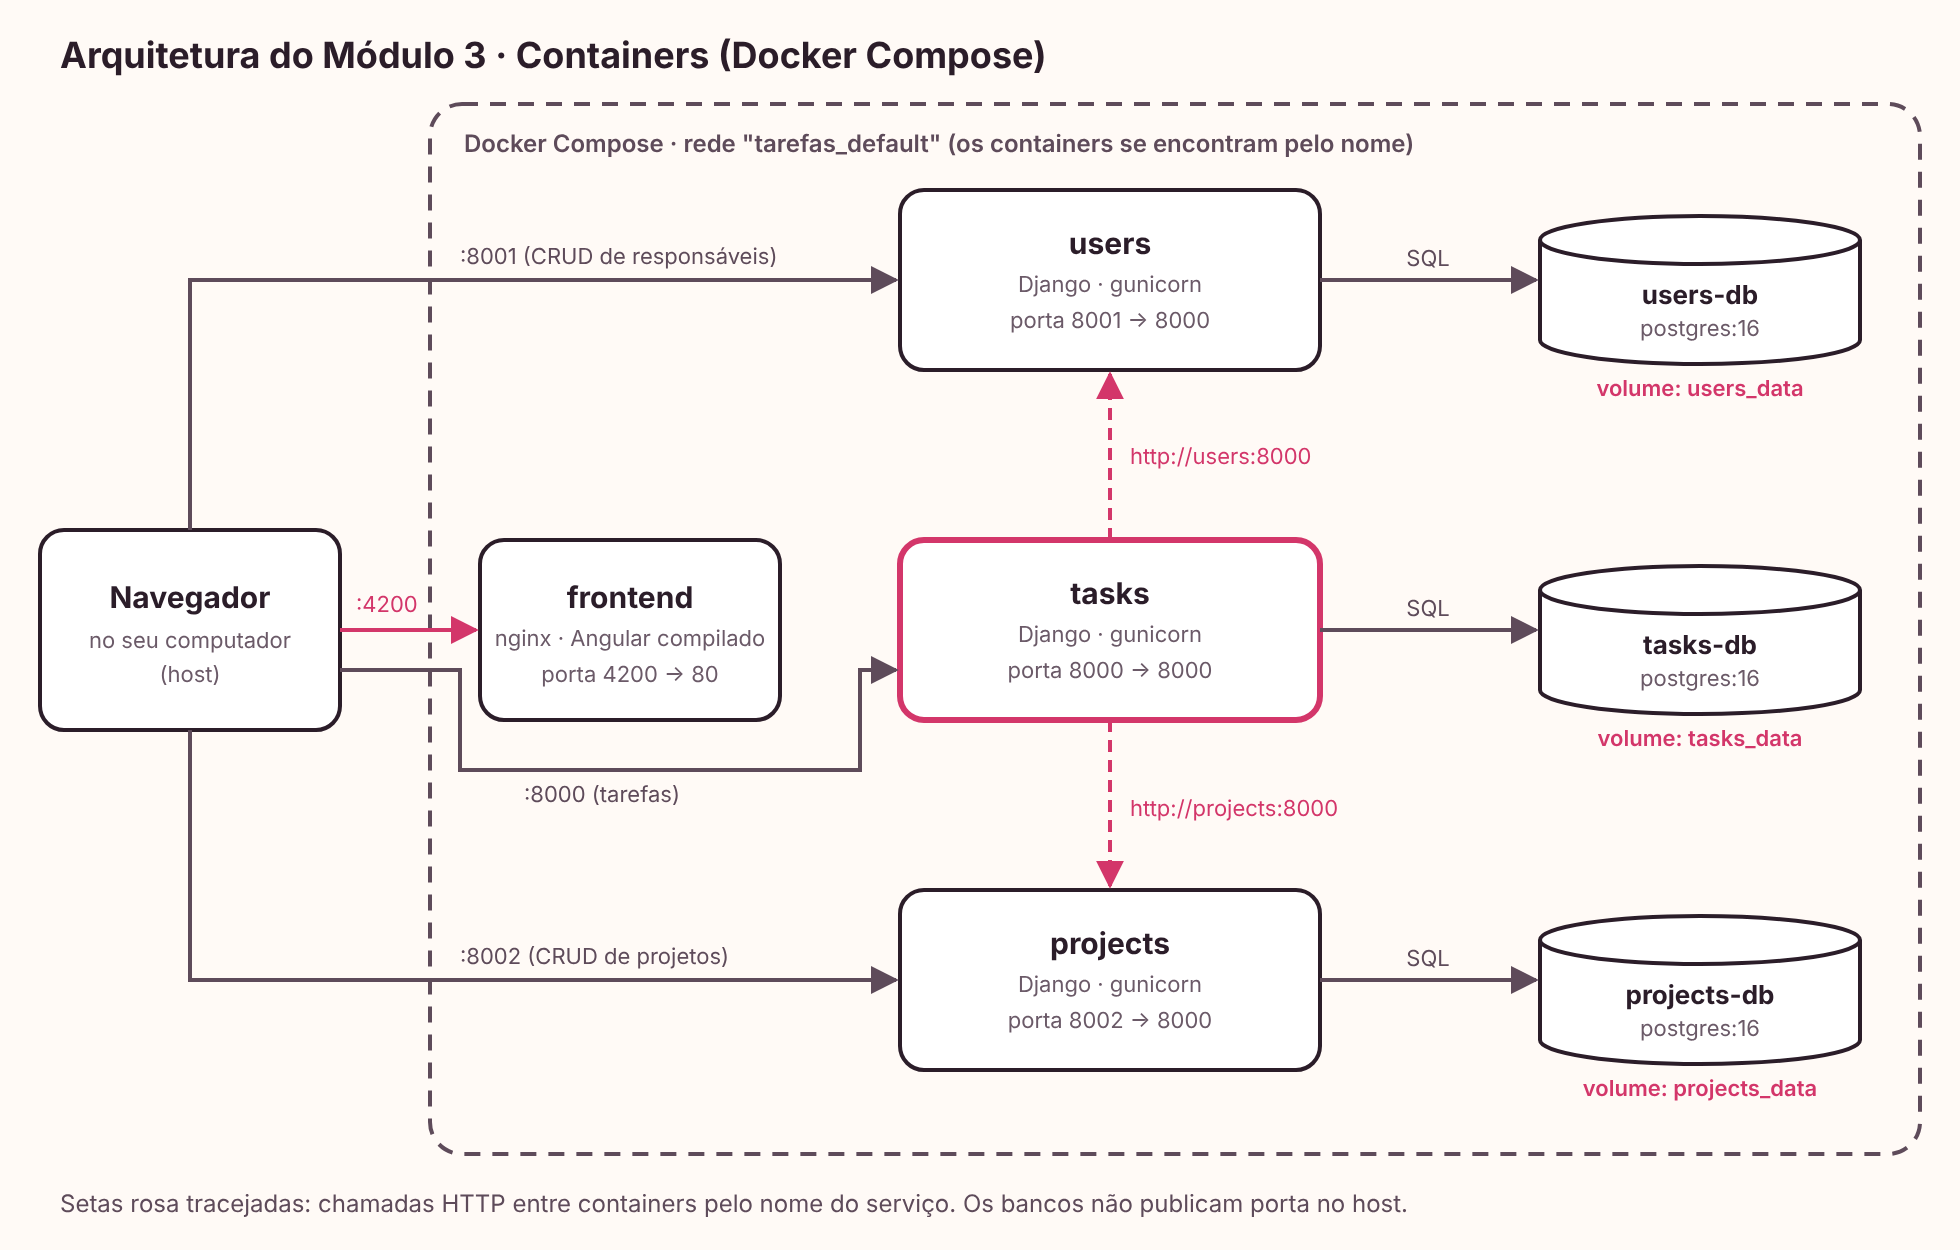 Arquitetura do Módulo 3 · Containers (Docker Compose)
Docker Compose · rede "tarefas_default" (os containers se encontram pelo nome)
:8001 (CRUD de responsáveis)
users
Django · gunicorn
porta 8001 → 8000
SQL
users-db
postgres:16
volume: users_data
http://users:8000
Navegador
no seu computador
(host)
:4200
frontend
nginx · Angular compilado
porta 4200 → 80
:8000 (tarefas)
tasks
Django · gunicorn
porta 8000 → 8000
SQL
tasks-db
postgres:16
volume: tasks_data
http://projects:8000
:8002 (CRUD de projetos)
projects
Django · gunicorn
porta 8002 → 8000
SQL
projects-db
postgres:16
volume: projects_data
Setas rosa tracejadas: chamadas HTTP entre containers pelo nome do serviço. Os bancos não publicam porta no host.